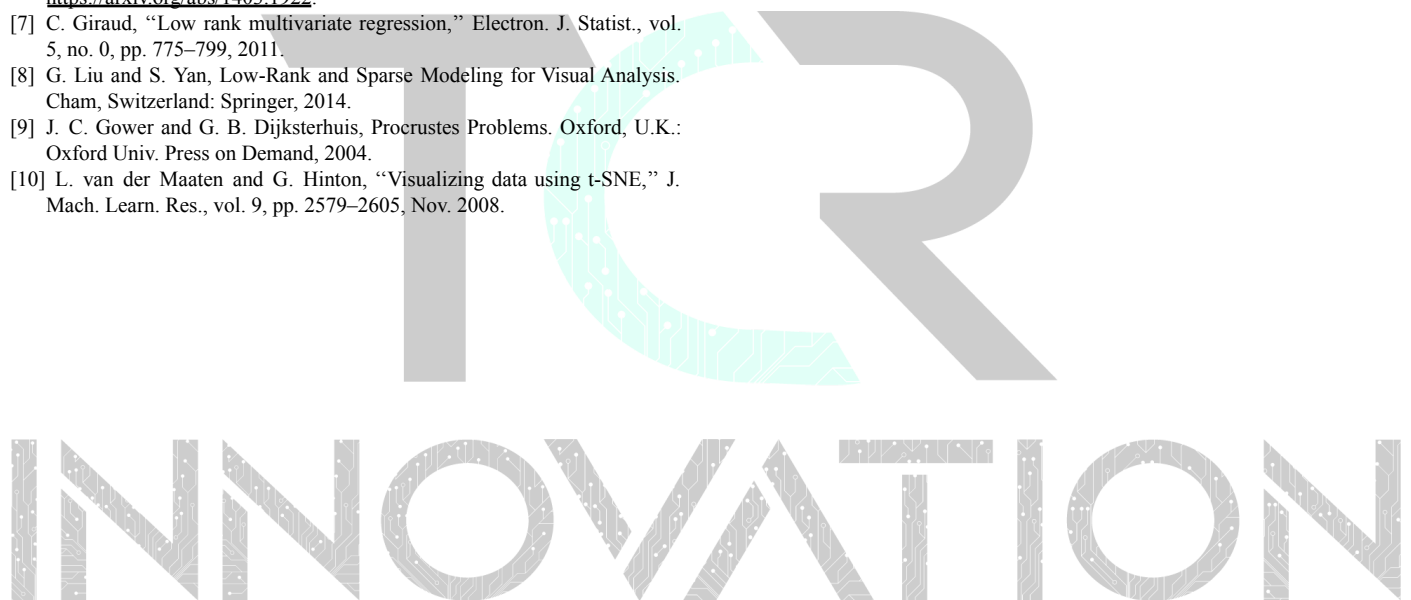 https://arxiv.org/abs/1403.1922.
[7] C. Giraud, ‘‘Low rank multivariate regression,’’ Electron. J. Statist., vol.
5, no. 0, pp. 775–799, 2011.
[8] G. Liu and S. Yan, Low-Rank and Sparse Modeling for Visual Analysis.
Cham, Switzerland: Springer, 2014.
[9] J. C. Gower and G. B. Dijksterhuis, Procrustes Problems. Oxford, U.K.:
Oxford Univ. Press on Demand, 2004.
[10] L. van der Maaten and G. Hinton, ‘‘Visualizing data using t-SNE,’’ J.
Mach. Learn. Res., vol. 9, pp. 2579–2605, Nov. 2008.
TCR
INNOVATION